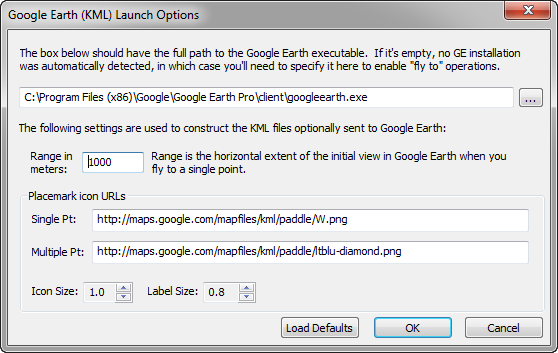 Google Earth (KML) Launch Options
The box below should have the full path to the Google Earth executable. If it's empty, no GE installation
was automatically detected, in which case you'll need to specify it here to enable "fly to" operations.
C:\Program Files (x86)\Google\Google Earth Pro\client\googleearth.exe
...
The following settings are used to construct the KML files optionally sent to Google Earth:
Range in
meters:
1000
Range is the horizontal extent of the initial view in Google Earth when you
fly to a single point.
Placemark icon URLs
Single Pt:
http://maps.google.com/mapfiles/kml/paddle/W.png
Multiple Pt:
http://maps.google.com/mapfiles/kml/paddle/ltblu-diamond.png
Icon Size: 1.0 Label Size: 0.8
Load Defaults OK Cancel